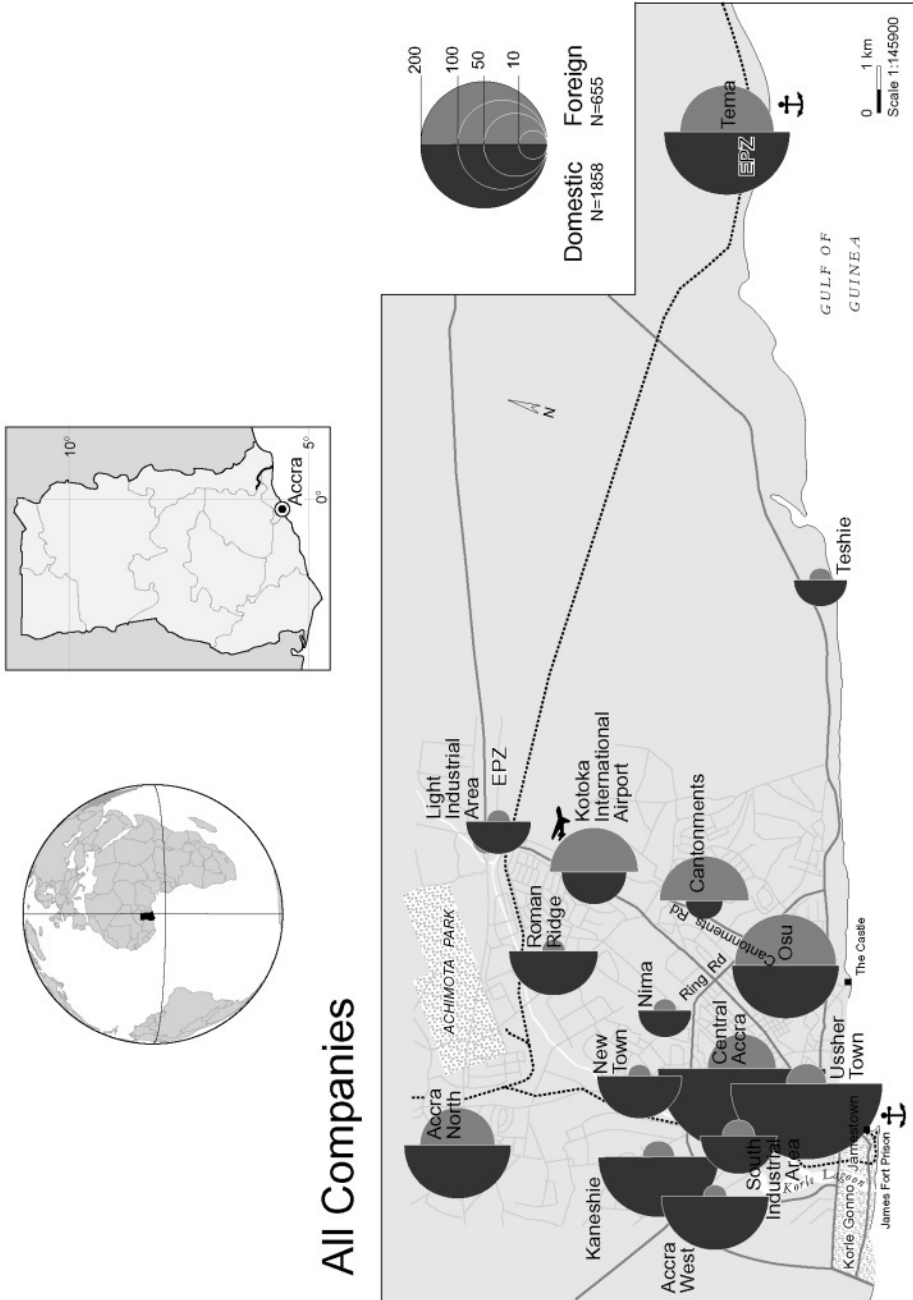 All Companies
10°
5°
0°
Accra
200
100
50
10
Domestic
N=1858
Foreign
N=655
ACHIMOTA PARK
Accra
North
Light
Industrial
Area
EPZ
Roman
Ridge
Kotoka
International
Airport
N
Nima
New
Town
Kaneshie
Accra
West
South
Industrial
Area
Central
Accra
Ring Rd
Cantonments Rd
Cantonments
Osu
Ussher
Town
The Castle
Korle Lagoon
Korle Gonno
Jamestown
James Fort Prison
Teshie
Tema
EPZ
GULF OF
GUINEA
0 1 km
Scale 1:145900